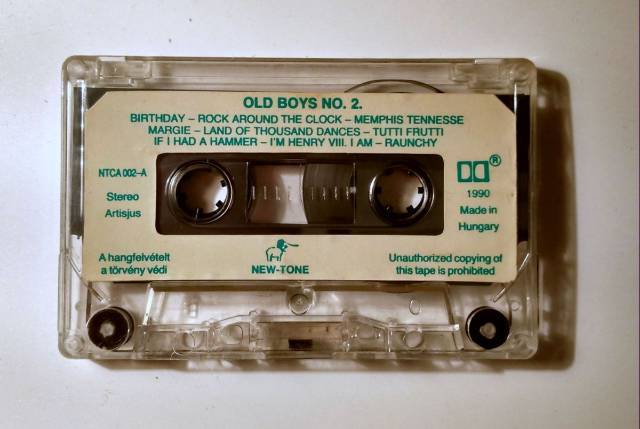 OLD BOYS NO. 2.
BIRTHDAY – ROCK AROUND THE CLOCK – MEMPHIS TENNESSE
MARGIE – LAND OF THOUSAND DANCES – TUTTI FRUTTI
IF I HAD A HAMMER – I'M HENRY VIII. I AM – RAUNCHY
NTCA 002–A
Stereo
Artisjus
®
1990
Made in
Hungary
A hangfelvételt
a törvény védi
NEW-TONE
Unauthorized copying of
this tape is prohibited